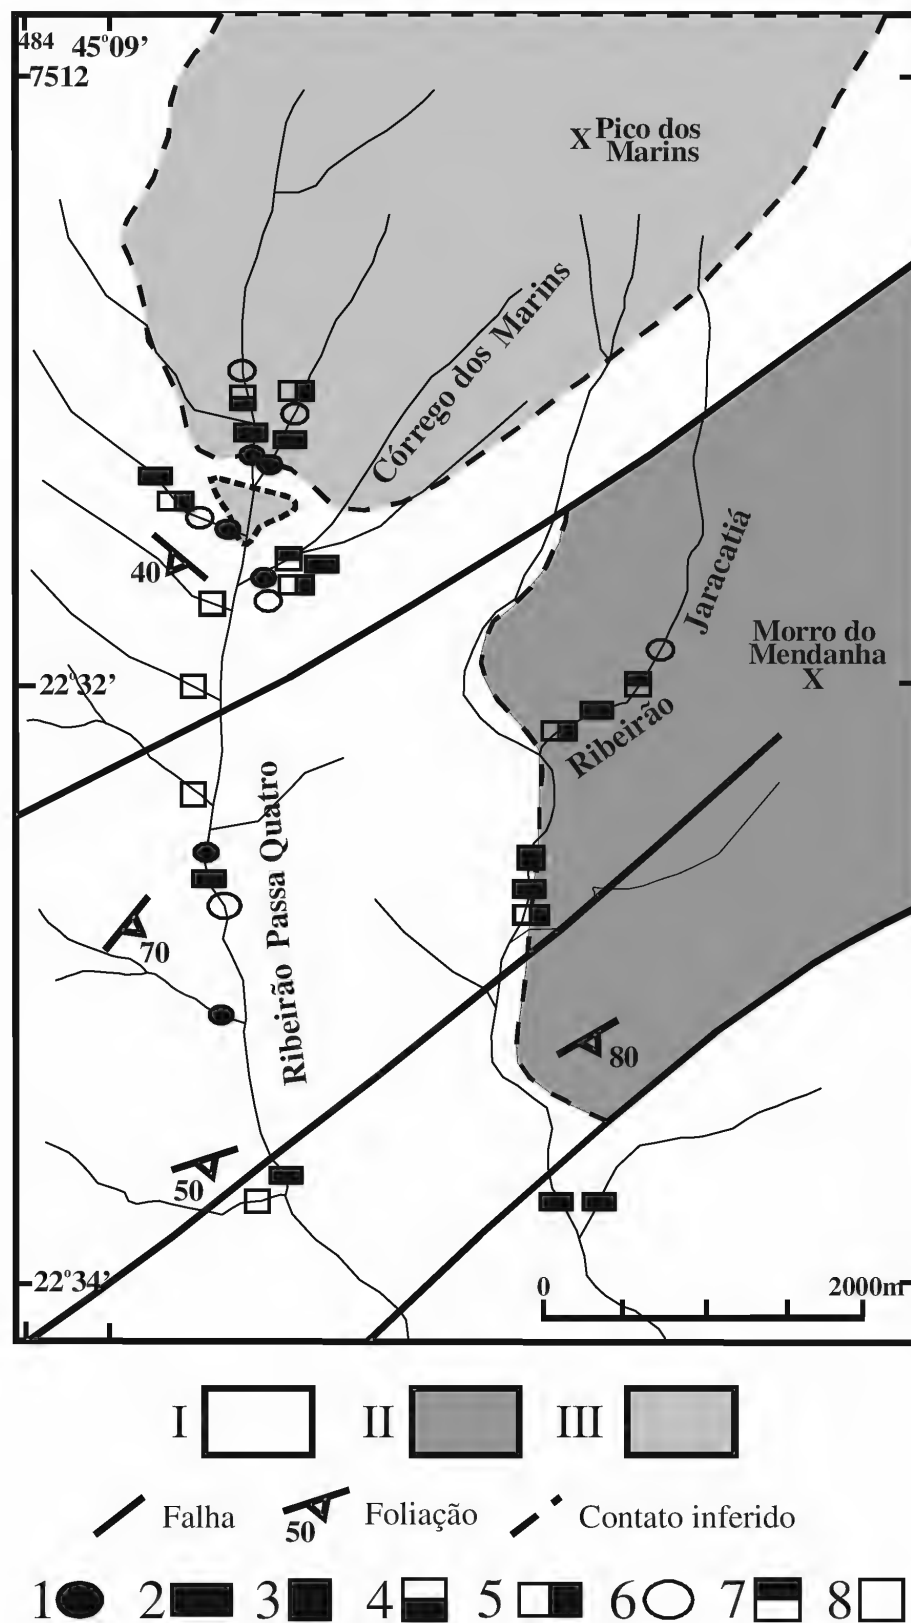 484 45°09’
7512
X Pico dos
Marins
Córrego dos Marins
40
Jaracatiá
Morro do
Mendanha
X
22°32’
Ribeirão
Ribeirão Passa Quatro
70
80
50
22°34’
0 2000m
I II III
Falha 50 Foliação Contato inferido
1 2 3 4 5 6 7 8